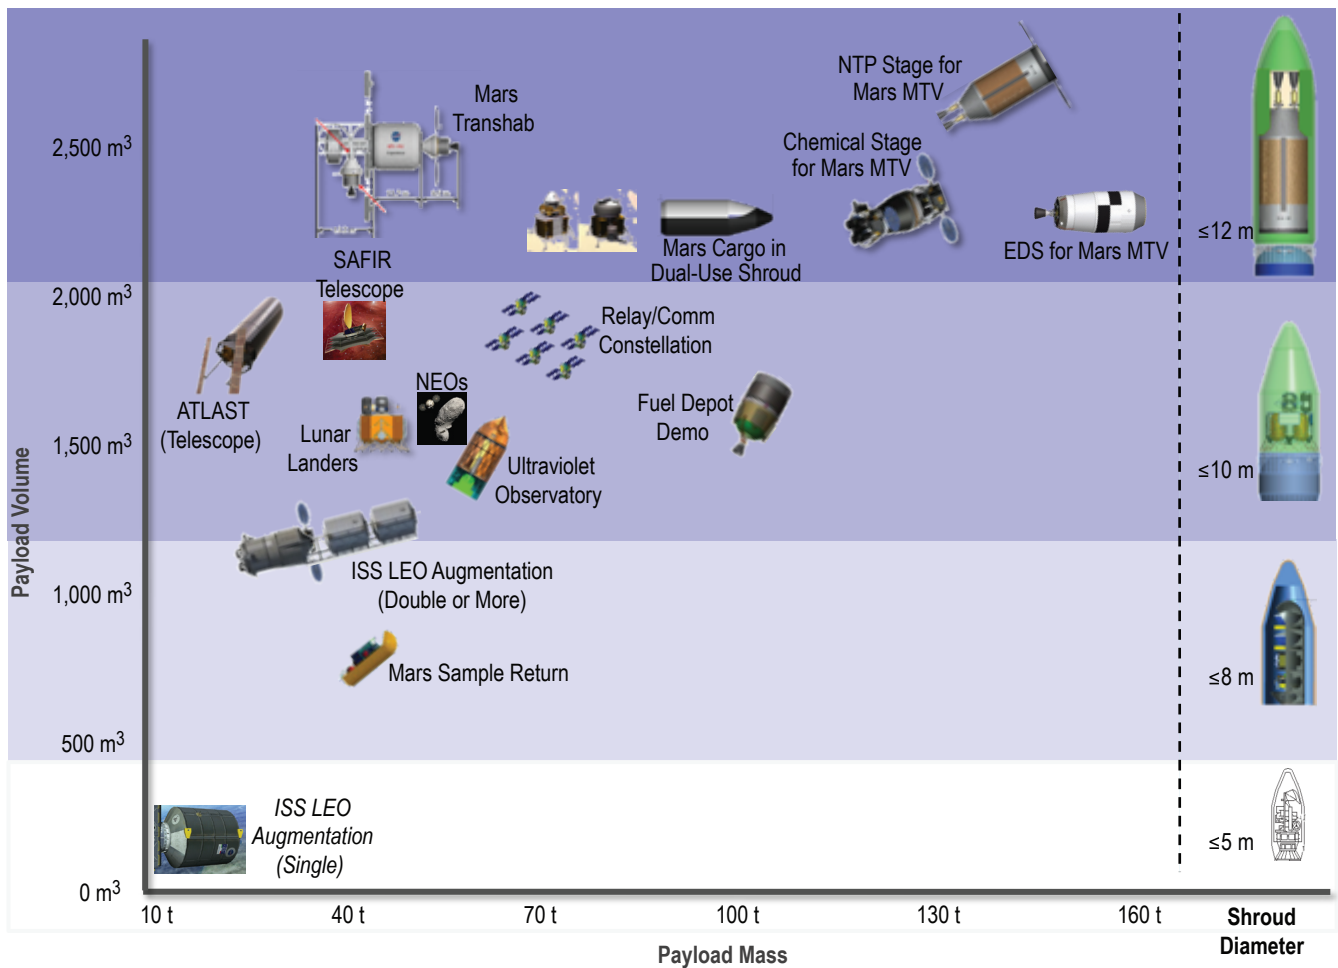 NTP Stage for
Mars MTV
Mars
Transhab
2,500 m³
Chemical Stage
for Mars MTV
≤12 m
Mars Cargo in
Dual-Use Shroud
EDS for Mars MTV
SAFIR
Telescope
2,000 m³
Relay/Comm
Constellation
NEOs
ATLAST
(Telescope)
Fuel Depot
Demo
Lunar
Landers
1,500 m³
Ultraviolet
Observatory
≤10 m
Payload Volume
ISS LEO Augmentation
(Double or More)
1,000 m³
Mars Sample Return
≤8 m
500 m³
ISS LEO
Augmentation
(Single)
≤5 m
0 m³
10 t
40 t
70 t
100 t
130 t
160 t
Shroud
Diameter
Payload Mass